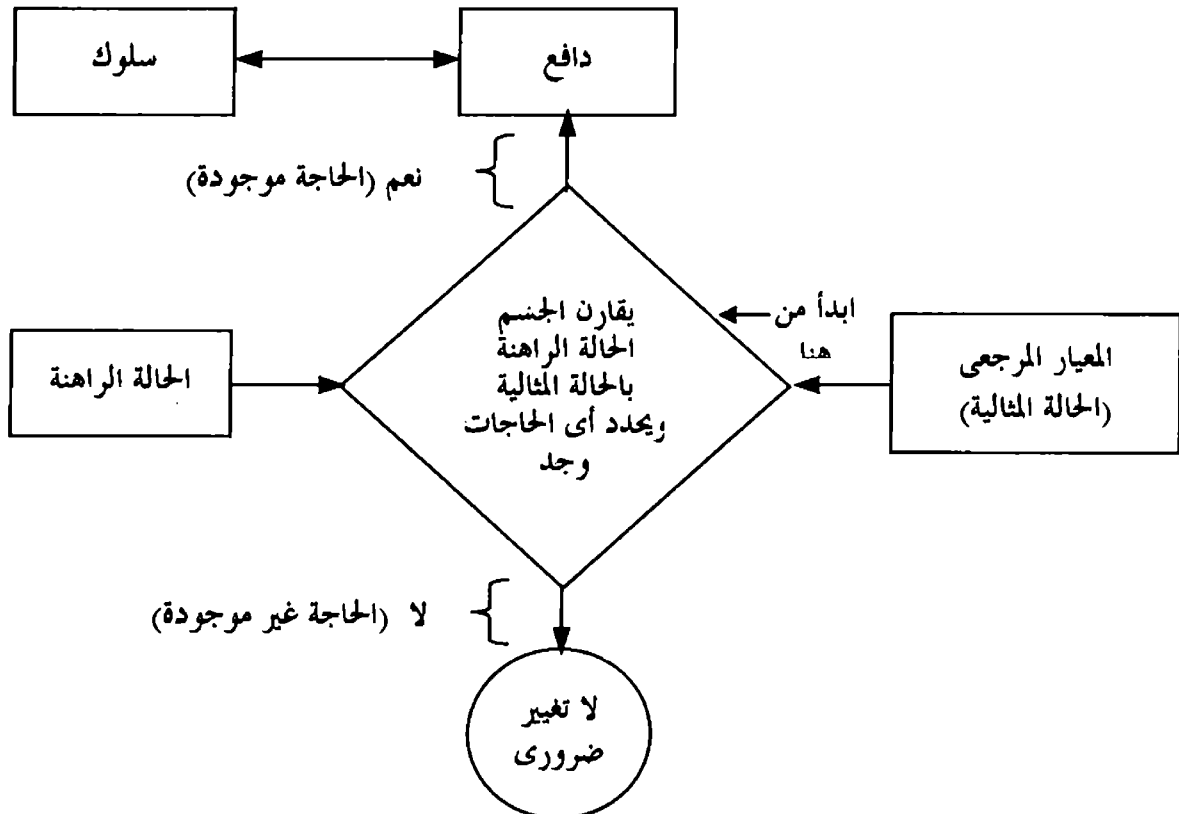 دافع
سلوك
نعم (الحاجة موجودة)
ابدأ من
هنا
المعيار المرجعى
(الحالة المثالية)
يقارن الجسم
الحالة الراهنة
بالحالة المثالية
ويحدد أى الحاجات
وجد
الحالة الراهنة
لا (الحاجة غير موجودة)
لا تغيير
ضرورى